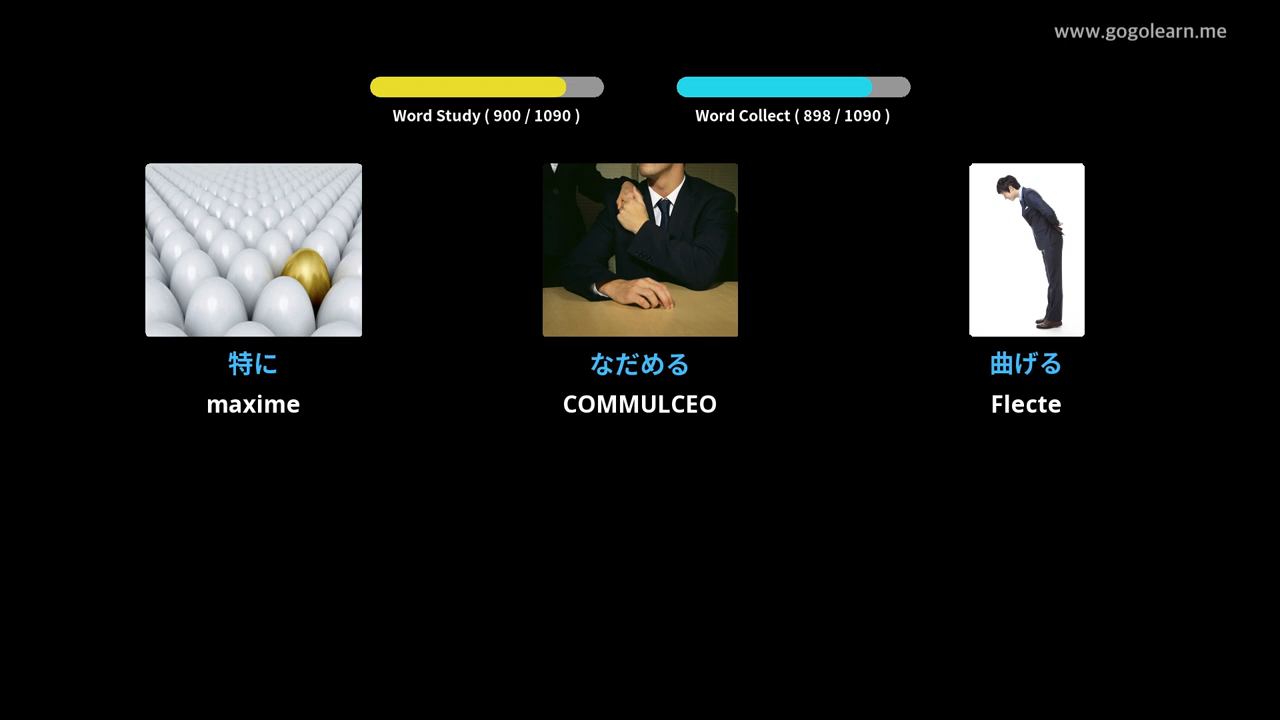 www.gogolearn.me
Word Study ( 900 / 1090 )
Word Collect ( 898 / 1090 )
特に
なだめる
曲げる
maxime
COMMULCEO
Flecte